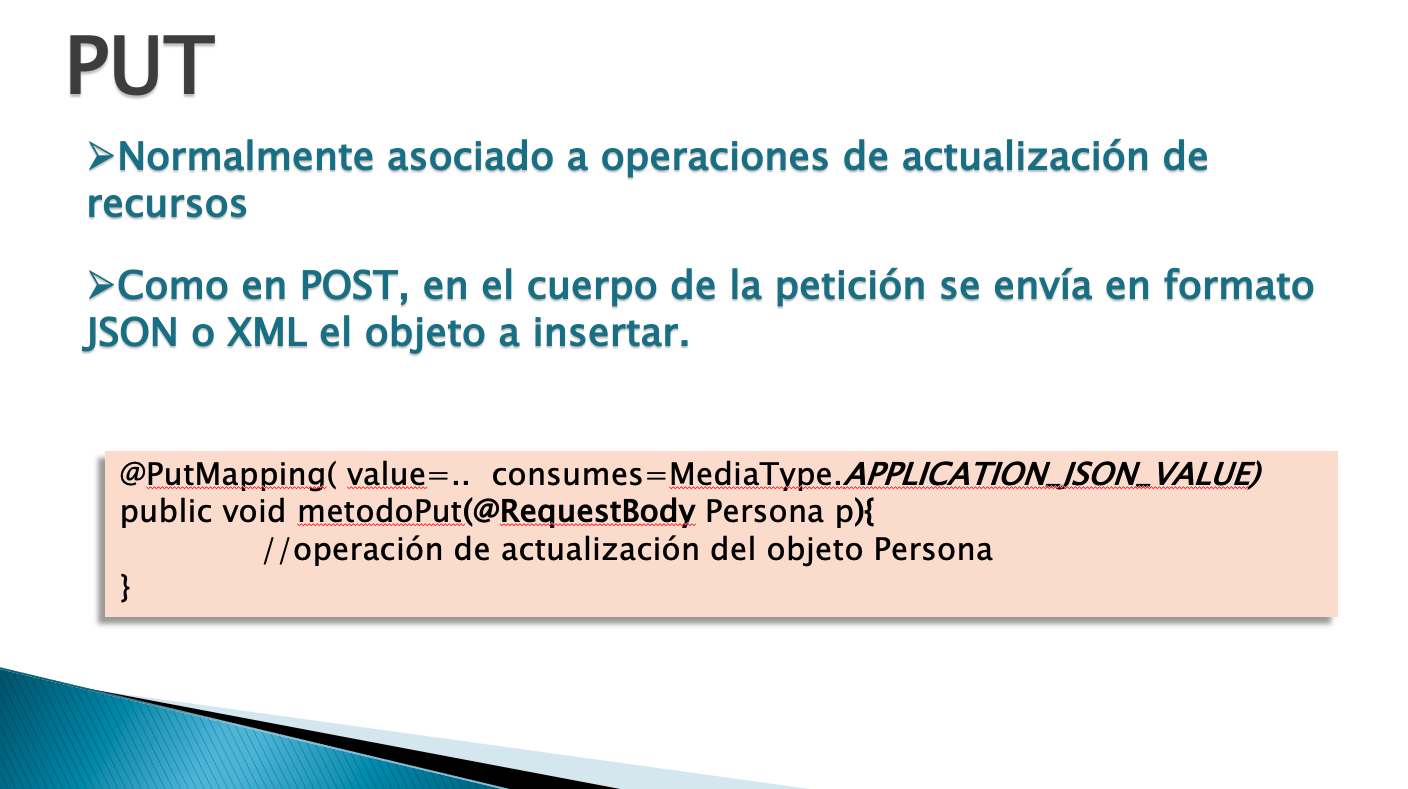 PUT
➢Normalmente asociado a operaciones de actualización de
recursos
➢Como en POST, en el cuerpo de la petición se envía en formato
JSON o XML el objeto a insertar.
@PutMapping( value=..  consumes=MediaType.APPLICATION_JSON_VALUE)
public void metodoPut(@RequestBody Persona p){
//operación de actualización del objeto Persona
}